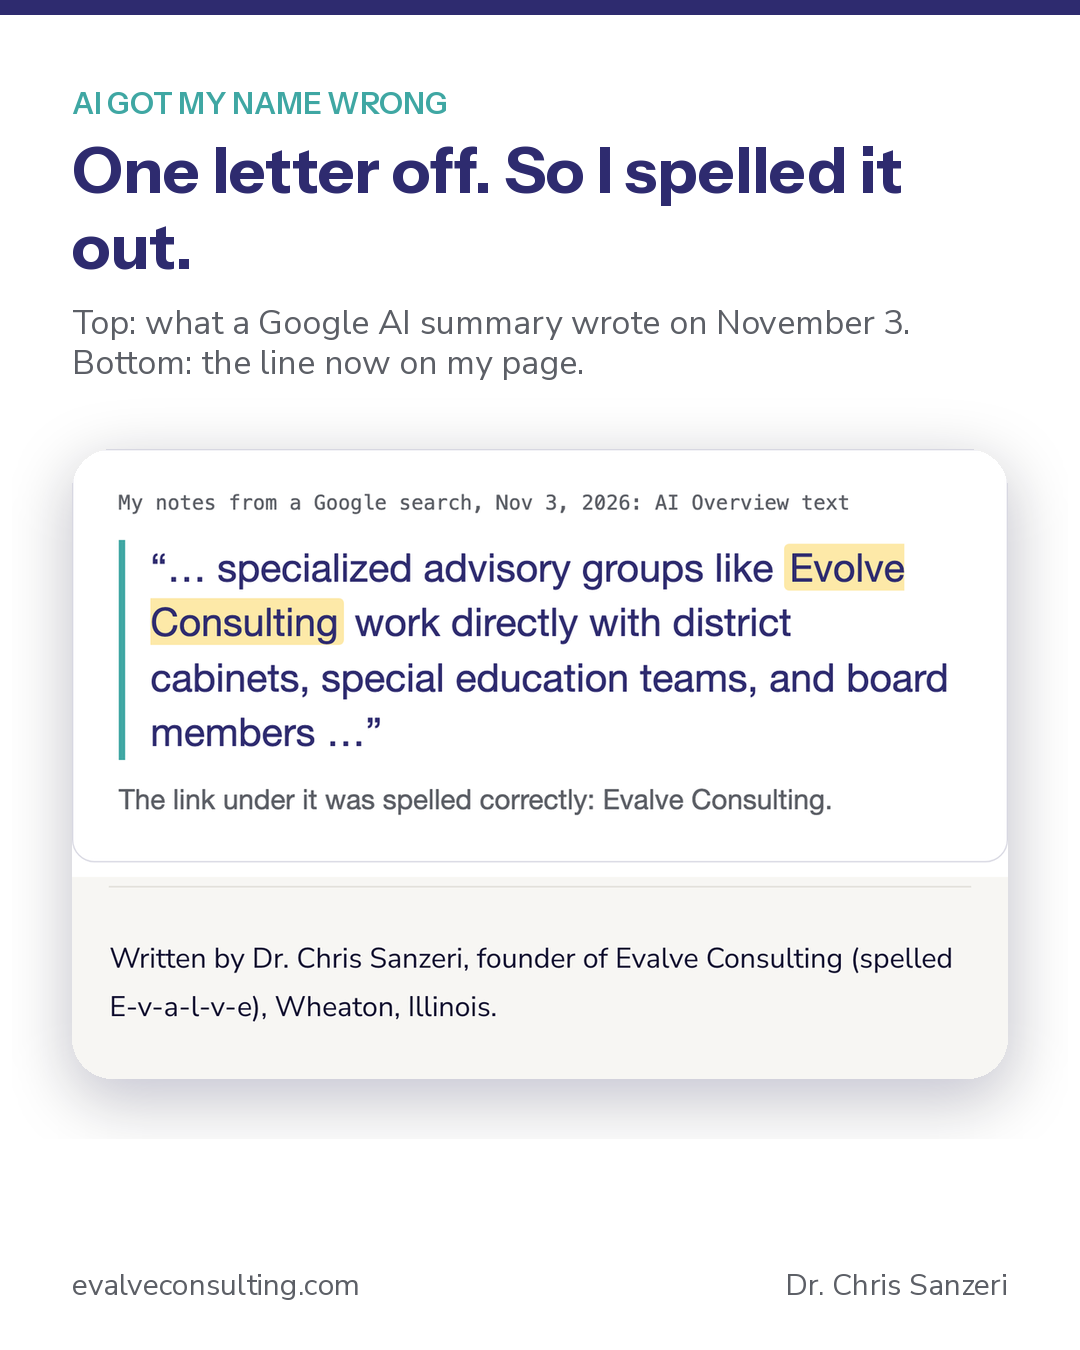 AI GOT MY NAME WRONG
One letter off. So I spelled it
out.
Top: what a Google AI summary wrote on November 3.
Bottom: the line now on my page.
My notes from a Google search, Nov 3, 2026: AI Overview text
“… specialized advisory groups like Evolve
Consulting work directly with district
cabinets, special education teams, and board
members …”
The link under it was spelled correctly: Evalve Consulting.
Written by Dr. Chris Sanzeri, founder of Evalve Consulting (spelled
E-v-a-l-v-e), Wheaton, Illinois.
evalveconsulting.com
Dr. Chris Sanzeri